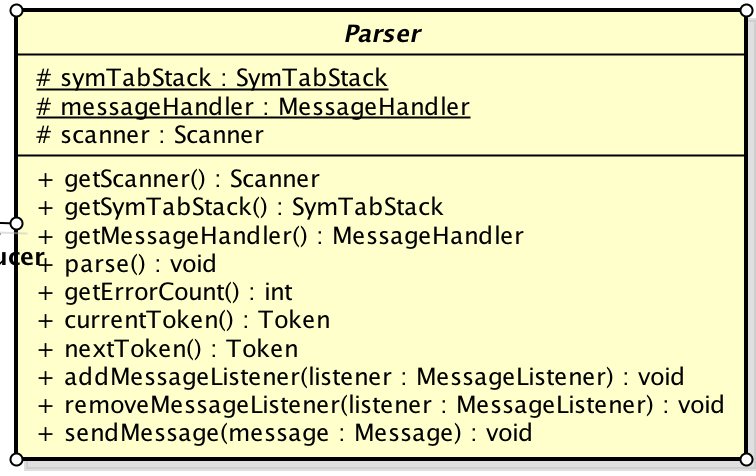 Parser
# symTabStack : SymTabStack
# messageHandler : MessageHandler
# scanner : Scanner
+ getScanner() : Scanner
+ getSymTabStack() : SymTabStack
+ getMessageHandler() : MessageHandler
ucer
+ parse() : void
+ getErrorCount() : int
+ currentToken() : Token
+ nextToken() : Token
+ addMessageListener(listener : MessageListener) : void
+ removeMessageListener(listener : MessageListener) : void
+ sendMessage(message : Message) : void